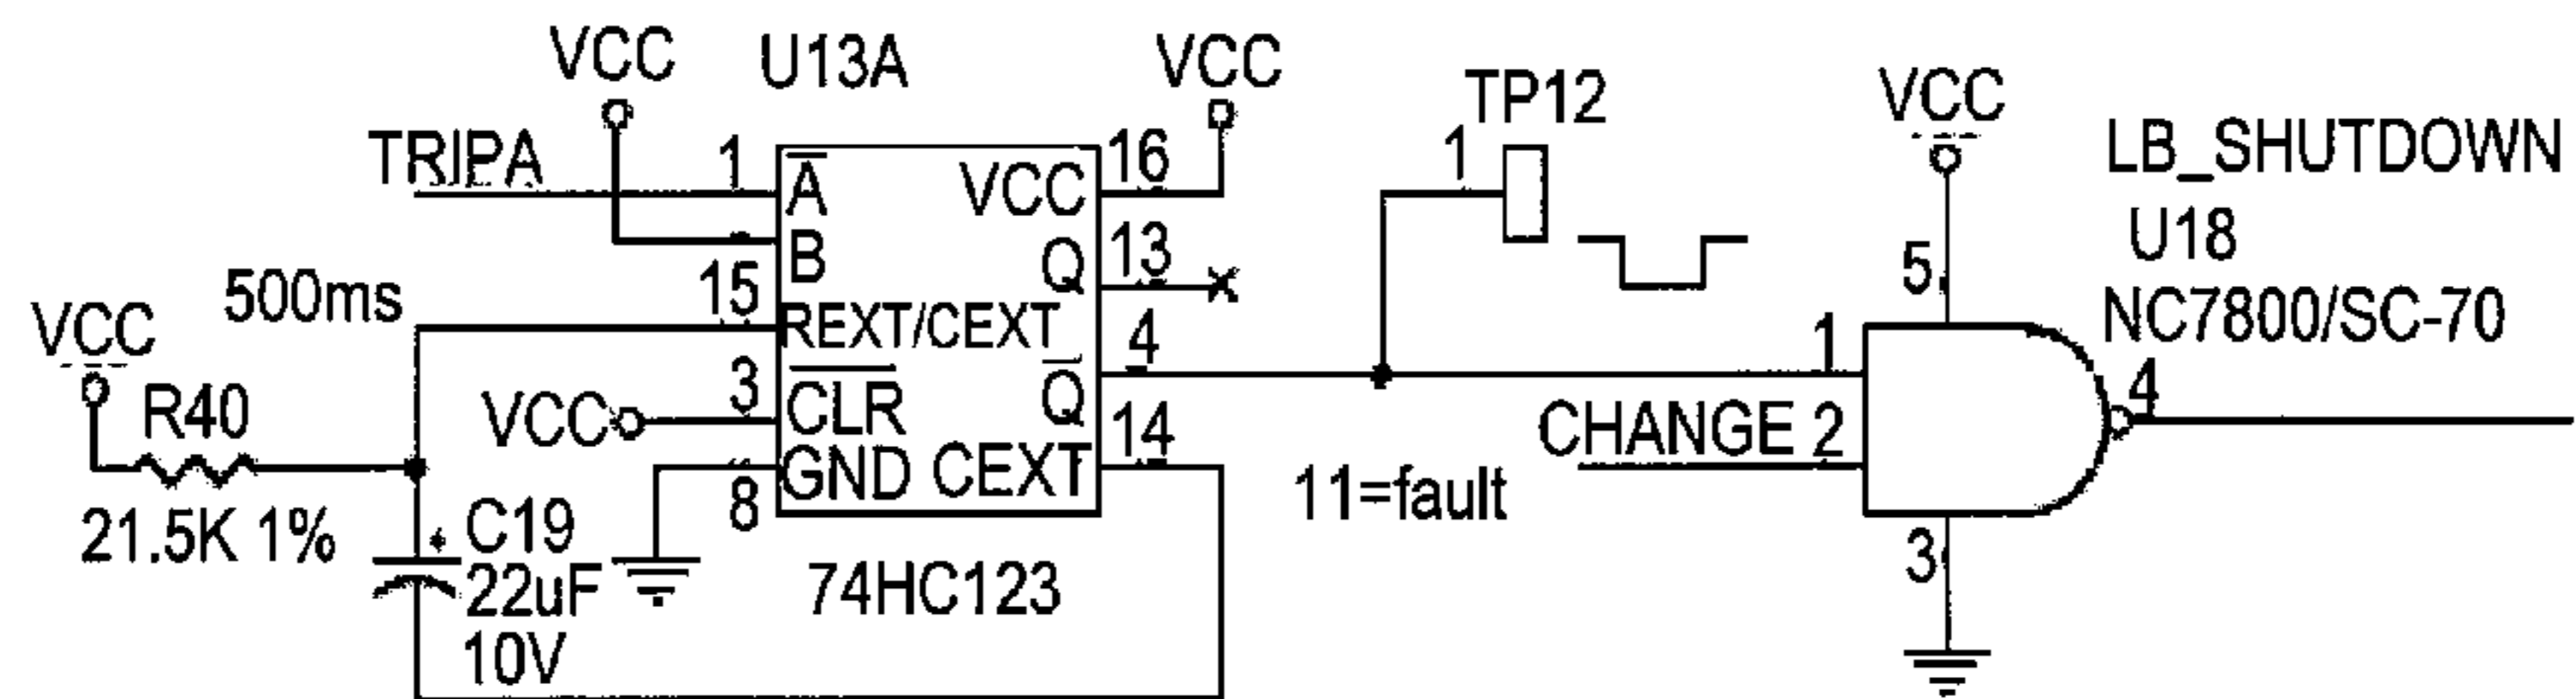 VCC
U13A
VCC
TP12
VCC
LB_SHUTDOWN
TRIPA
1
A
VCC
16
1
U18
B
Q
13
5
500ms
15
REXT/CEXT
NC7800/SC-70
VCC
4
1
4
R40
VCC
3
CLR
Q
CHANGE 2
14
GND
CEXT
8
11=fault
21.5K 1%
C19
3
22uF
74HC123
10V